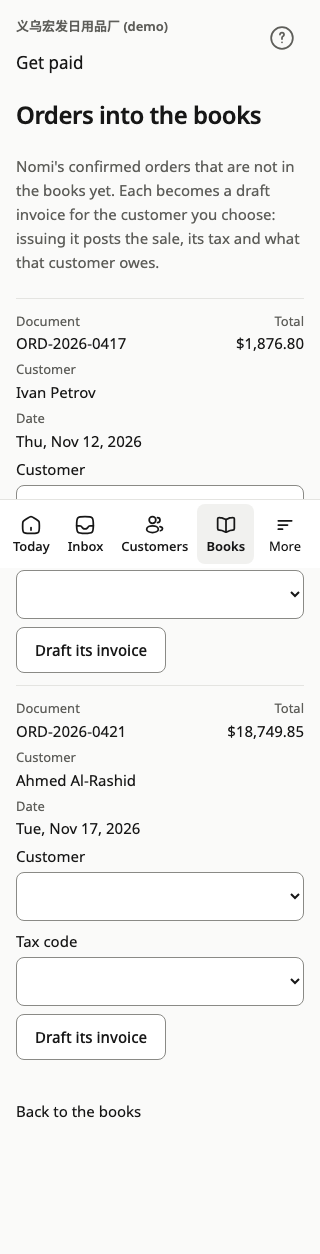 义乌宏发日用品厂 (demo)
Get paid
Orders into the books
Nomi's confirmed orders that are not in
the books yet. Each becomes a draft
invoice for the customer you choose:
issuing it posts the sale, its tax and what
that customer owes.
Document Total
ORD-2026-0417 $1,876.80
Customer
Ivan Petrov
Date
Thu, Nov 12, 2026
Customer
Today Inbox Customers Books More
Draft its invoice
Document Total
ORD-2026-0421 $18,749.85
Customer
Ahmed Al-Rashid
Date
Tue, Nov 17, 2026
Customer
Tax code
Draft its invoice
Back to the books